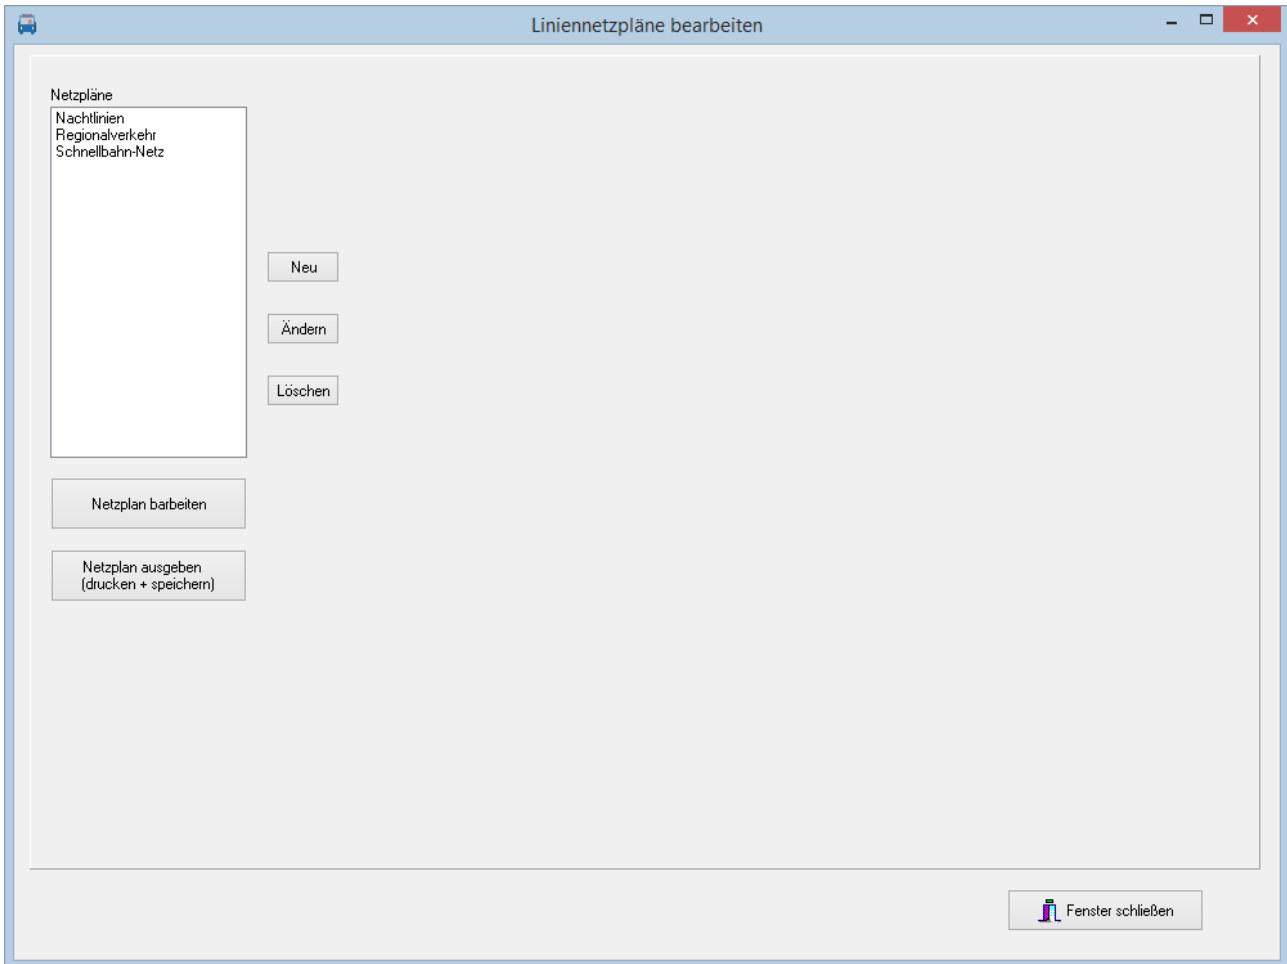 Liniennetzpläne bearbeiten
Netzpläne
Nachtlinien
Regionalverkehr
Schnellbahn-Netz
Neu
Ändern
Löschen
Netzplan barbeiten
Netzplan ausgeben
(drucken + speichern)
Fenster schließen